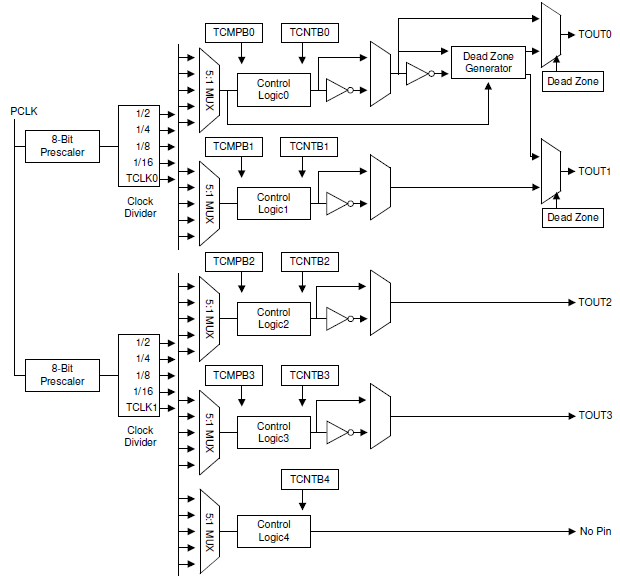 TCMPB0
TCNTB0
TOUT0
5:1 MUX
Control
Logic0
Dead Zone
Generator
Dead Zone
PCLK
8-Bit
Prescaler
1/2
1/4
1/8
1/16
TCLK0
Clock
Divider
TCMPB1
TCNTB1
5:1 MUX
Control
Logic1
TOUT1
Dead Zone
TCMPB2
TCNTB2
5:1 MUX
Control
Logic2
TOUT2
8-Bit
Prescaler
1/2
1/4
1/8
1/16
TCLK1
Clock
Divider
TCMPB3
TCNTB3
5:1 MUX
Control
Logic3
TOUT3
TCNTB4
5:1 MUX
Control
Logic4
No Pin